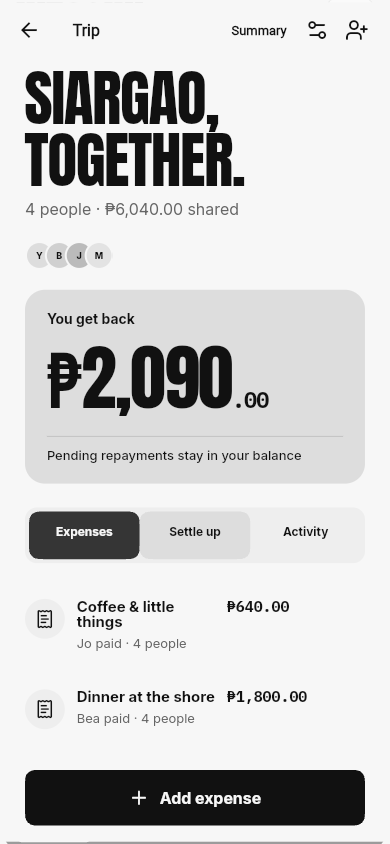 Trip
Summary
SIARGAO,
TOGETHER.
4 people · ₱6,040.00 shared
Y B J M
You get back
₱2,090.00
Pending repayments stay in your balance
Expenses
Settle up
Activity
Coffee & little
things
₱640.00
Jo paid · 4 people
Dinner at the shore
₱1,800.00
Bea paid · 4 people
Add expense